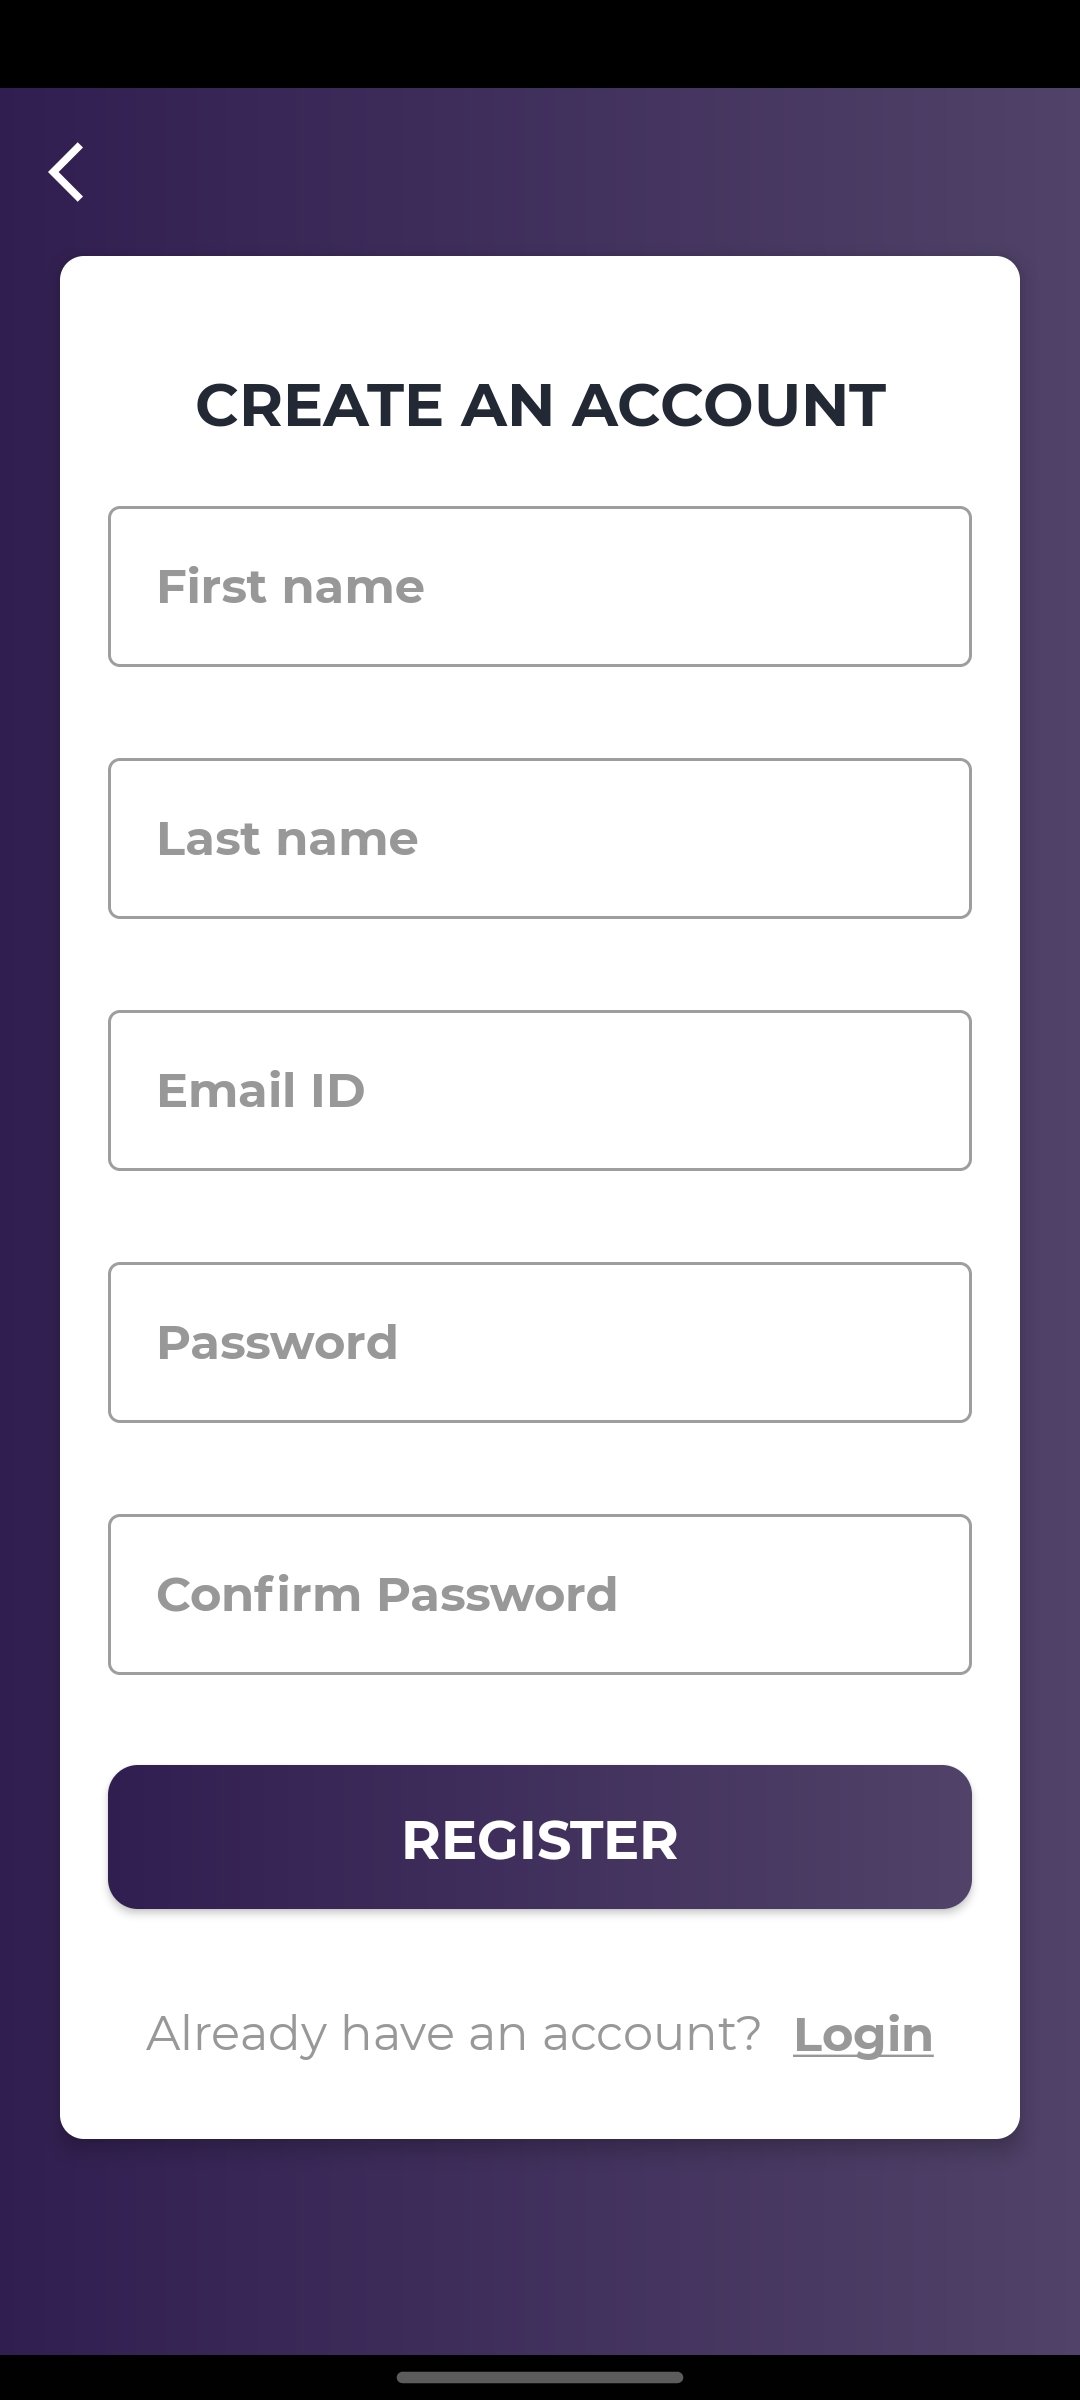 CREATE AN ACCOUNT
First name
Last name
Email ID
Password
Confirm Password
REGISTER
Already have an account? Login